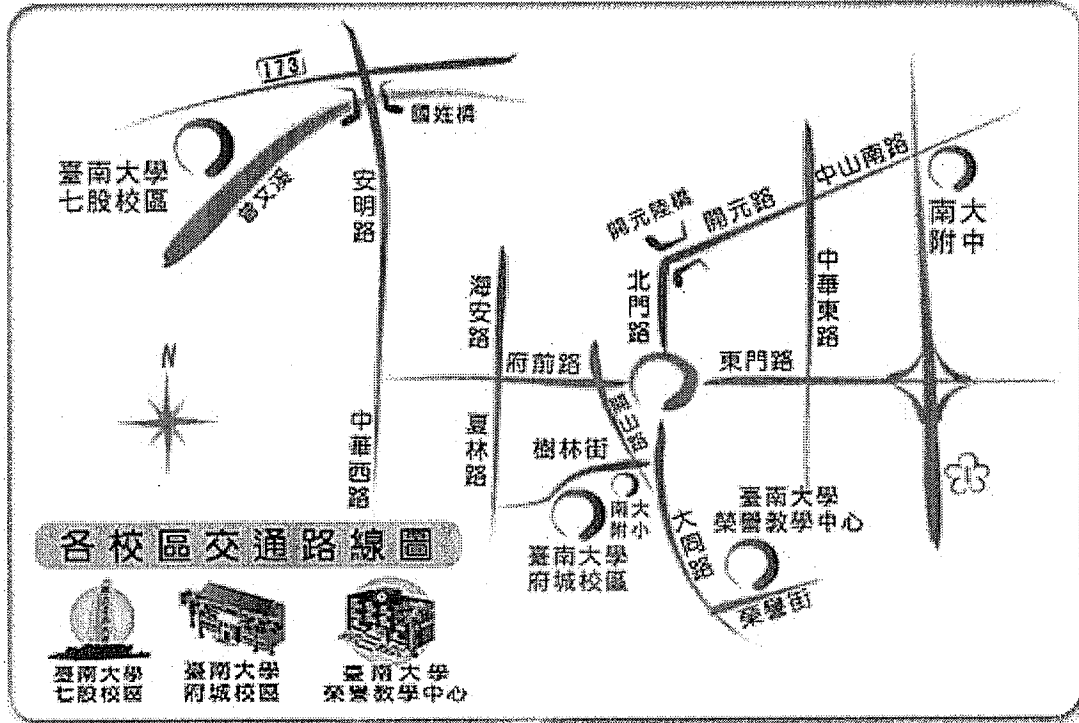 173
國姓橋
臺南大學
七股校區
曾文溪
安明路
中山南路
開元路
開元陸橋
南大
附中
北門路
中華東路
海安路
N
府前路
東門路
開山路
中華西路
夏林路
樹林街
南大
附小
臺南大學
榮譽教學中心
1
臺南大學
府城校區
大同路
榮譽街
各校區交通路線圖
臺南大學
七股校區
臺南大學
府城校區
臺南大學
榮譽教學中心